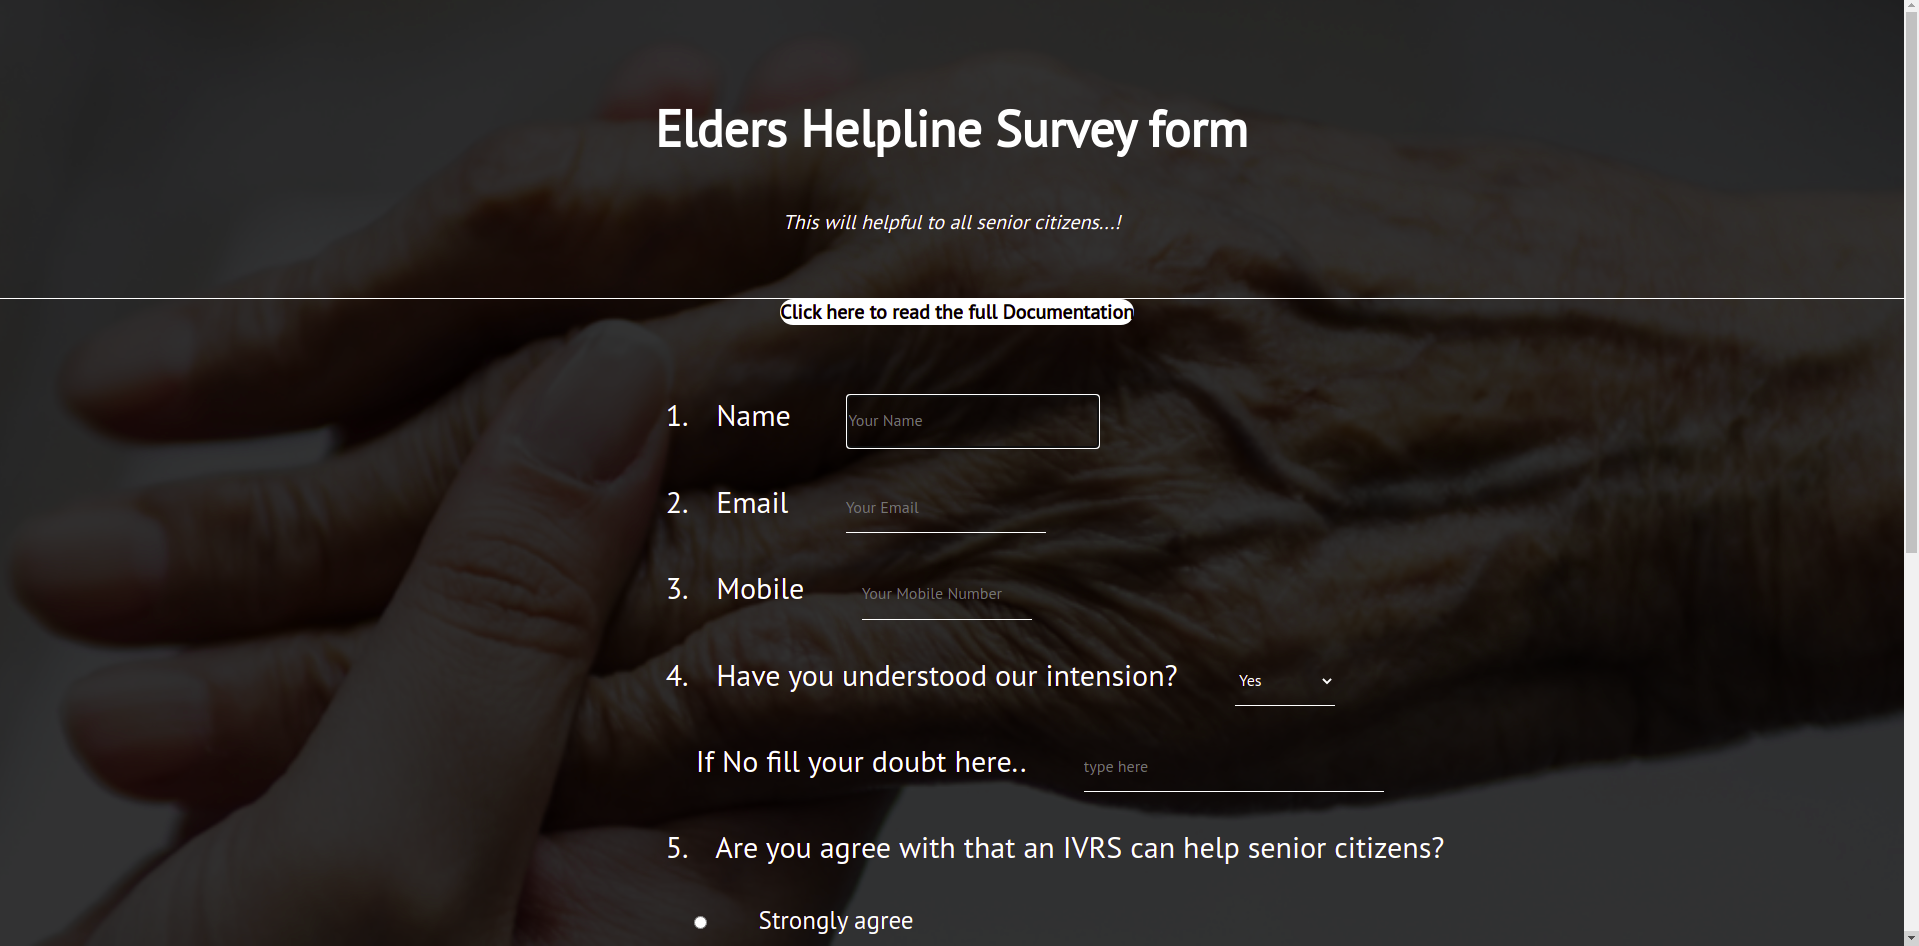 Elders Helpline Survey form
This will helpful to all senior citizens...!
Click here to read the full Documentation
1. Name Your Name
2. Email Your Email
3. Mobile Your Mobile Number
4. Have you understood our intension? Yes
If No fill your doubt here.. type here
5. Are you agree with that an IVRS can help senior citizens?
Strongly agree